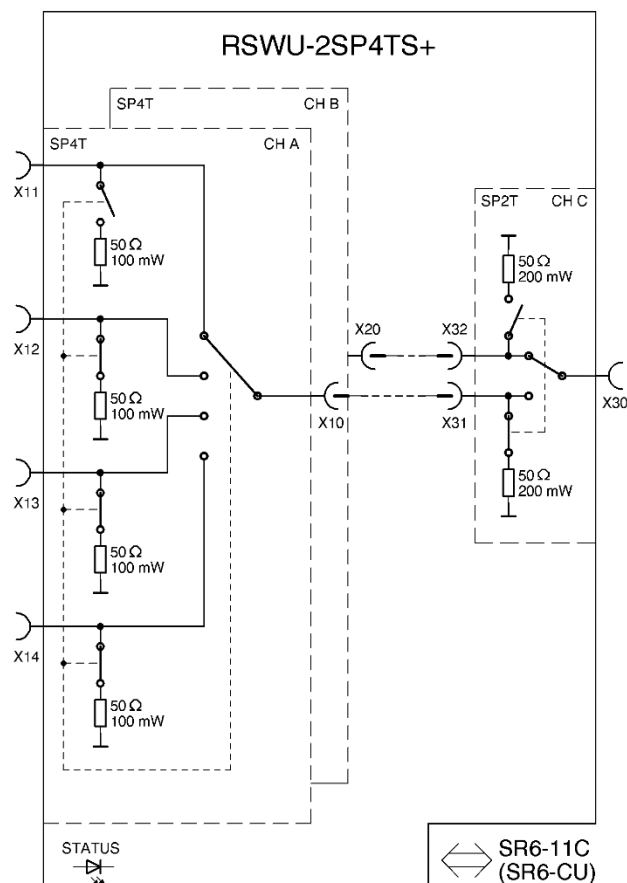 RSWU-2SP4TS+
SP4T CH B
SP4T CH A
X11
50 Ω
100 mW
X12
50 Ω
100 mW
X13
50 Ω
100 mW
X14
50 Ω
100 mW
X10
X20
X32
X31
SP2T CH C
50 Ω
200 mW
X30
50 Ω
200 mW
STATUS
SR6-11C
(SR6-CU)